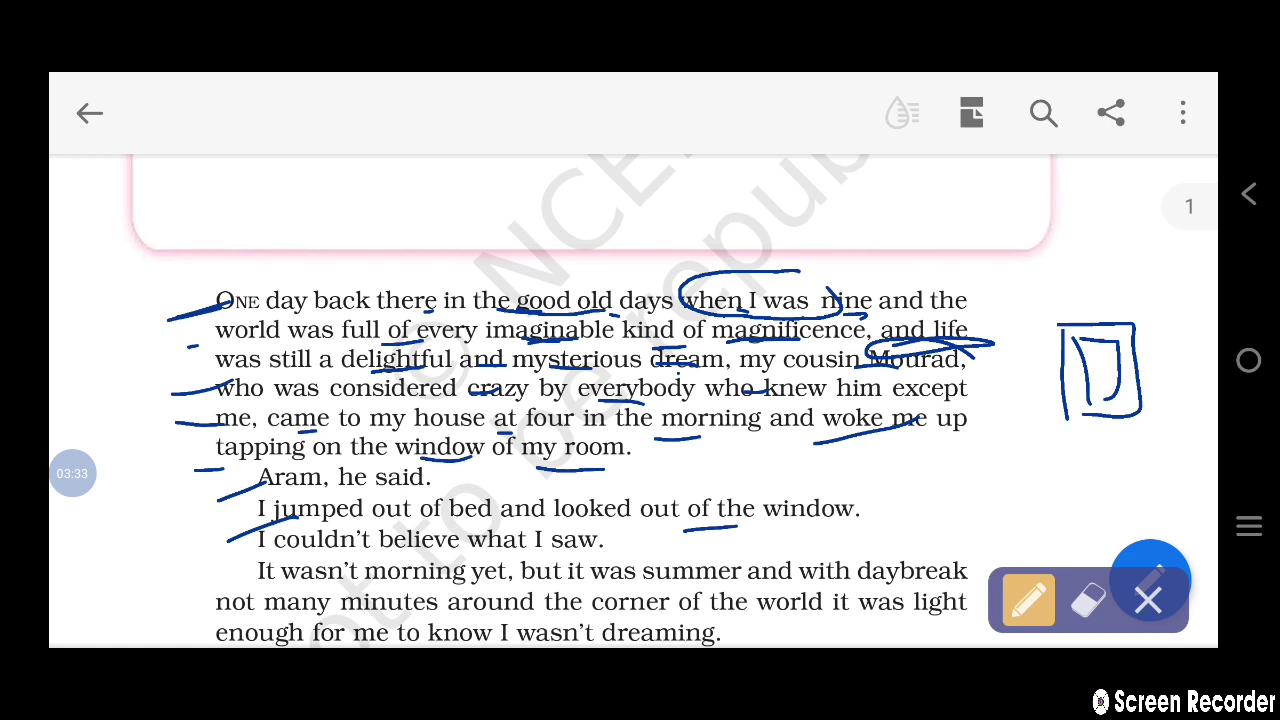 1
© NCE
not to be repub
ONE day back there in the good old days when I was nine and the
world was full of every imaginable kind of magnificence, and life
was still a delightful and mysterious dream, my cousin Mourad,
who was considered crazy by everybody who knew him except
me, came to my house at four in the morning and woke me up
tapping on the window of my room.
Aram, he said.
I jumped out of bed and looked out of the window.
I couldn't believe what I saw.
It wasn't morning yet, but it was summer and with daybreak
not many minutes around the corner of the world it was light
enough for me to know I wasn't dreaming.
03:33
Screen Recorder